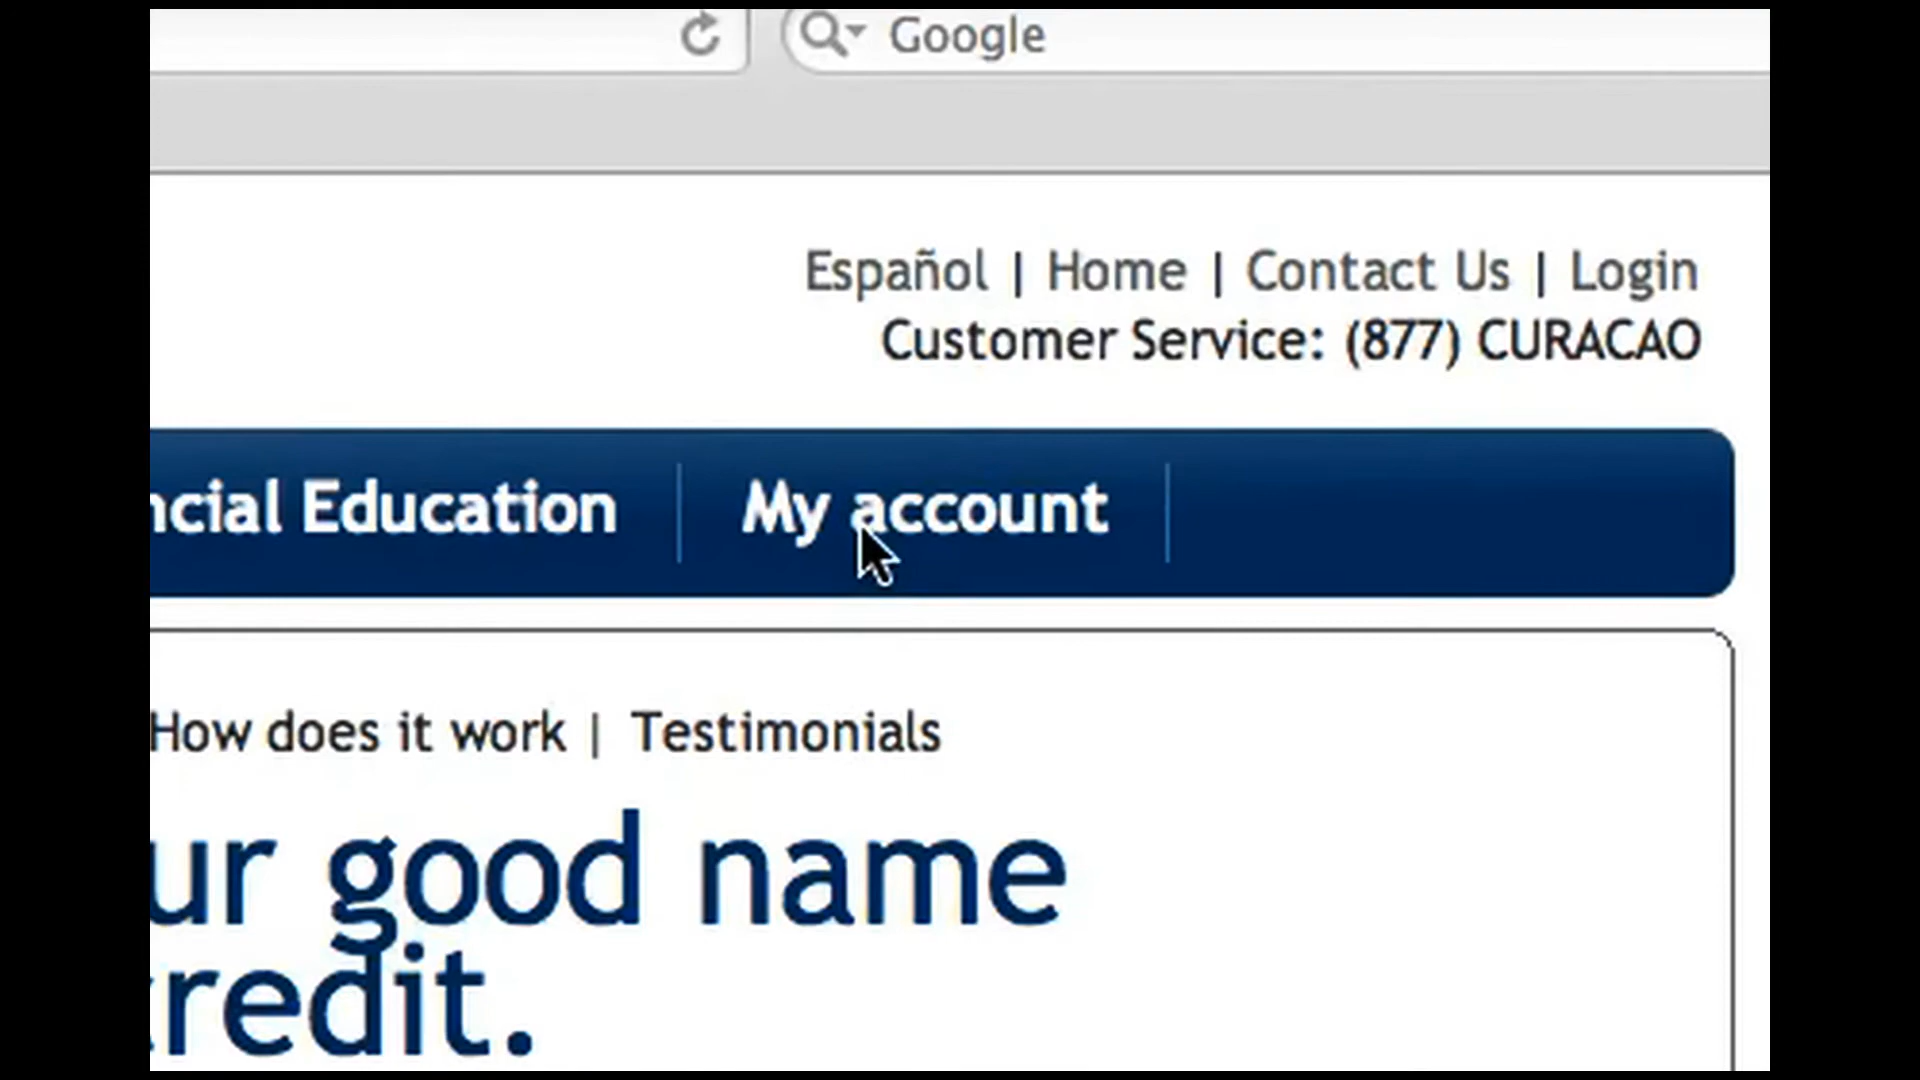 Google
Español | Home | Contact Us | Login
Customer Service: (877) CURACAO
ncial Education
My account
How does it work | Testimonials
ur good name
redit.